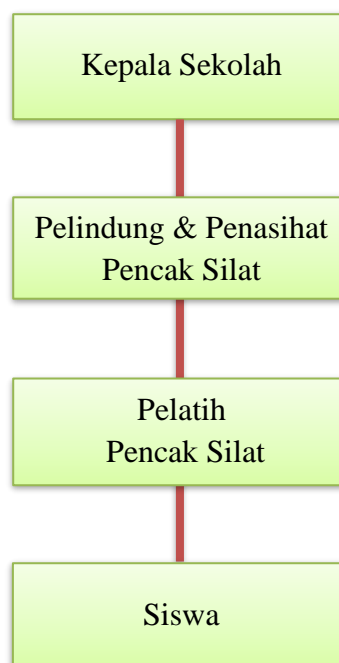 Kepala Sekolah
Pelindung & Penasihat
Pencak Silat
Pelatih
Pencak Silat
Siswa